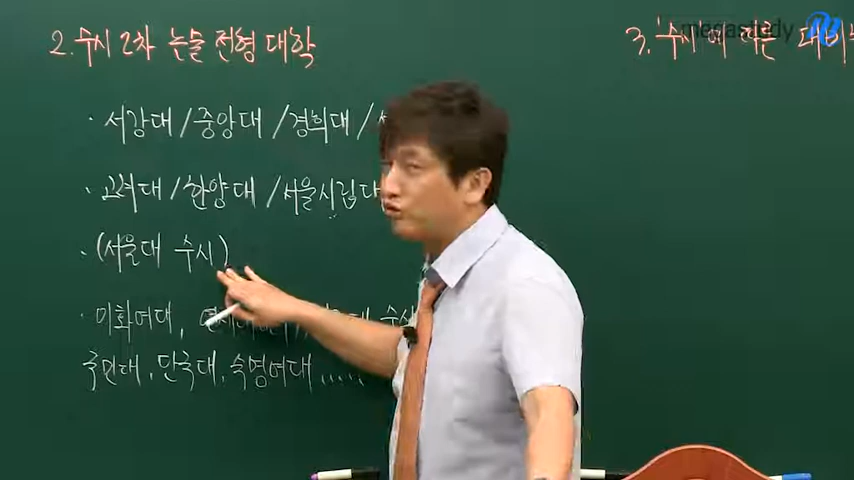 2. 수시 2차 논술 전형 대학
· 서강대 / 중앙대 / 경희대 /
· 고려대 / 한양대 / 서울시립대
· (서울대 수시)
· 이화여대,
국민대, 단국대, 숙명여대 .....
3. '수시'에
megastudy